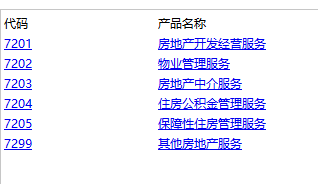 代码 产品名称
7201 房地产开发经营服务
7202 物业管理服务
7203 房地产中介服务
7204 住房公积金管理服务
7205 保障性住房管理服务
7299 其他房地产服务